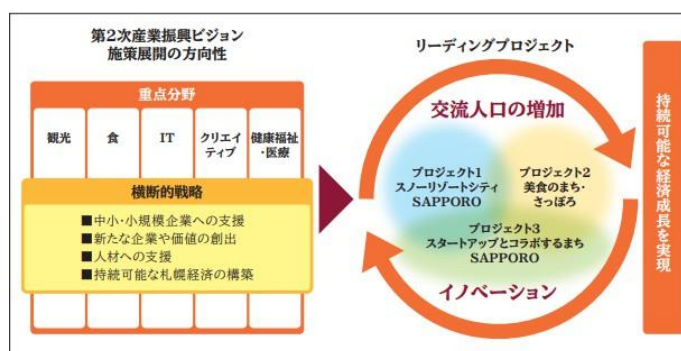 第2次産業振興ビジョン
施策展開の方向性
重点分野
観光
食
IT
クリエイ
ティブ
健康福祉
・医療
横断的戦略
■中小・小規模企業への支援
■新たな企業や価値の創出
■人材への支援
■持続可能な札幌経済の構築
リーディングプロジェクト
交流人口の増加
プロジェクト1
スノーリゾートシティ
SAPPORO
プロジェクト2
美食のまち・
さっぽろ
プロジェクト3
スタートアップとコラボするまち
SAPPORO
イノベーション
持続可能な経済成長を実現